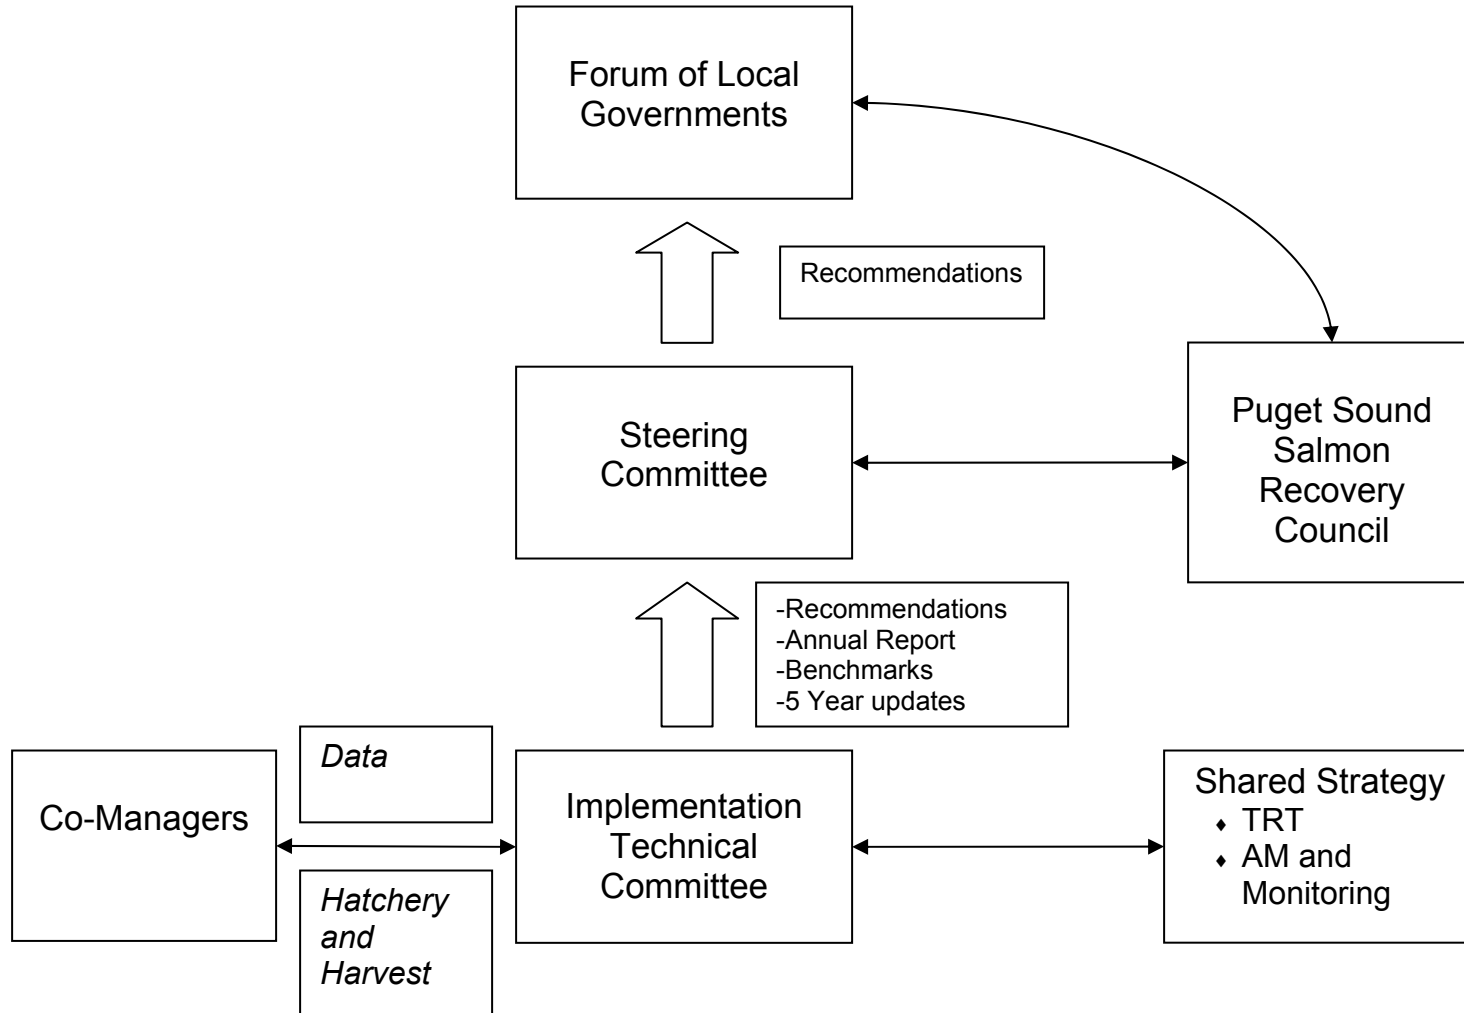 Forum of Local
Governments
Recommendations
Steering
Committee
Puget Sound
Salmon
Recovery
Council
-Recommendations
-Annual Report
-Benchmarks
-5 Year updates
Co-Managers
Data
Hatchery
and
Harvest
Implementation
Technical
Committee
Shared Strategy
♦ TRT
♦ AM and
Monitoring